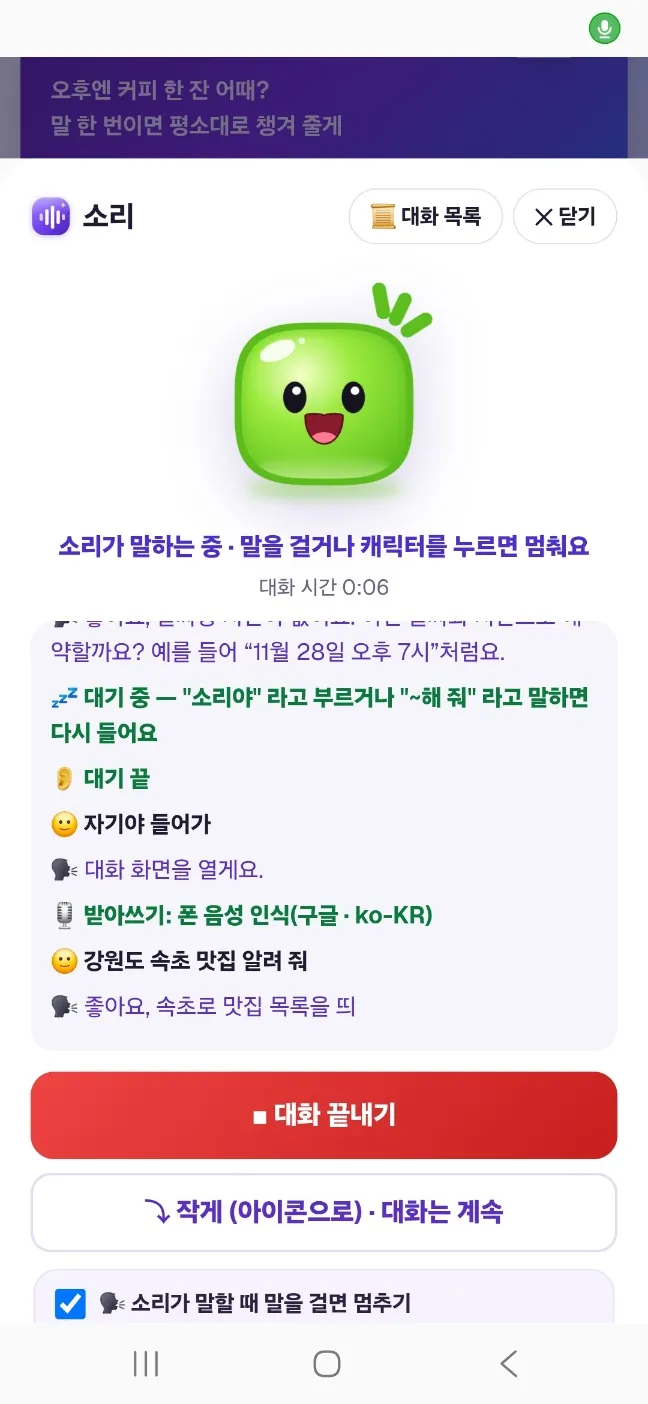 오후엔 커피 한 잔 어때?
말 한 번이면 평소대로 챙겨 줄게
소리
📜 대화 목록
✕ 닫기
소리가 말하는 중 · 말을 걸거나 캐릭터를 누르면 멈춰요
대화 시간 0:06
약할까요? 예를 들어 “11월 28일 오후 7시”처럼요.
💤 대기 중 — "소리야" 라고 부르거나 "~해 줘" 라고 말하면
다시 들어요
👂 대기 끝
🙂 자기야 들어가
🗣 대화 화면을 열게요.
🎙 받아쓰기: 폰 음성 인식(구글 · ko-KR)
🙂 강원도 속초 맛집 알려 줘
🗣 좋아요, 속초로 맛집 목록을 띄
■ 대화 끝내기
⤵ 작게 (아이콘으로) · 대화는 계속
🗣 소리가 말할 때 말을 걸면 멈추기